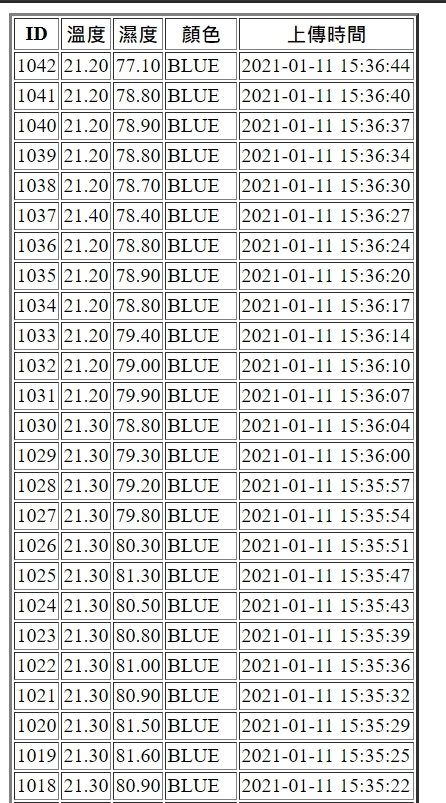 ID 溫度 濕度 顏色 上傳時間
1042 21.20 77.10 BLUE 2021-01-11 15:36:44
1041 21.20 78.80 BLUE 2021-01-11 15:36:40
1040 21.20 78.90 BLUE 2021-01-11 15:36:37
1039 21.20 78.80 BLUE 2021-01-11 15:36:34
1038 21.20 78.70 BLUE 2021-01-11 15:36:30
1037 21.40 78.40 BLUE 2021-01-11 15:36:27
1036 21.20 78.80 BLUE 2021-01-11 15:36:24
1035 21.20 78.90 BLUE 2021-01-11 15:36:20
1034 21.20 78.80 BLUE 2021-01-11 15:36:17
1033 21.20 79.40 BLUE 2021-01-11 15:36:14
1032 21.20 79.00 BLUE 2021-01-11 15:36:10
1031 21.20 79.90 BLUE 2021-01-11 15:36:07
1030 21.30 78.80 BLUE 2021-01-11 15:36:04
1029 21.30 79.30 BLUE 2021-01-11 15:36:00
1028 21.30 79.20 BLUE 2021-01-11 15:35:57
1027 21.30 79.80 BLUE 2021-01-11 15:35:54
1026 21.30 80.30 BLUE 2021-01-11 15:35:51
1025 21.30 81.30 BLUE 2021-01-11 15:35:47
1024 21.30 80.50 BLUE 2021-01-11 15:35:43
1023 21.30 80.80 BLUE 2021-01-11 15:35:39
1022 21.30 81.00 BLUE 2021-01-11 15:35:36
1021 21.30 80.90 BLUE 2021-01-11 15:35:32
1020 21.30 81.50 BLUE 2021-01-11 15:35:29
1019 21.30 81.60 BLUE 2021-01-11 15:35:25
1018 21.30 80.90 BLUE 2021-01-11 15:35:22